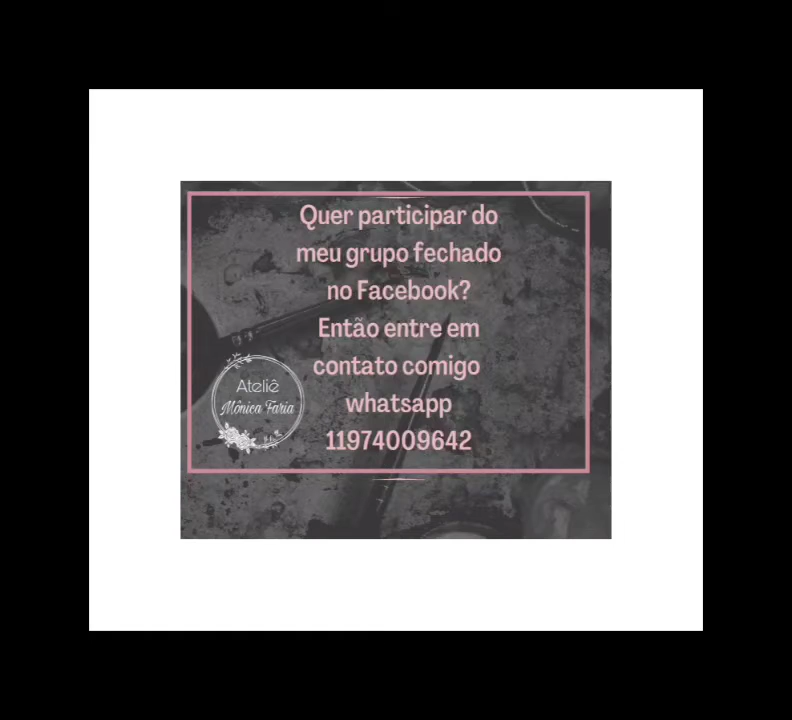 Quer participar do
meu grupo fechado
no Facebook?
Então entre em
contato comigo
whatsapp
11974009642
Ateliê
Mônica Faria